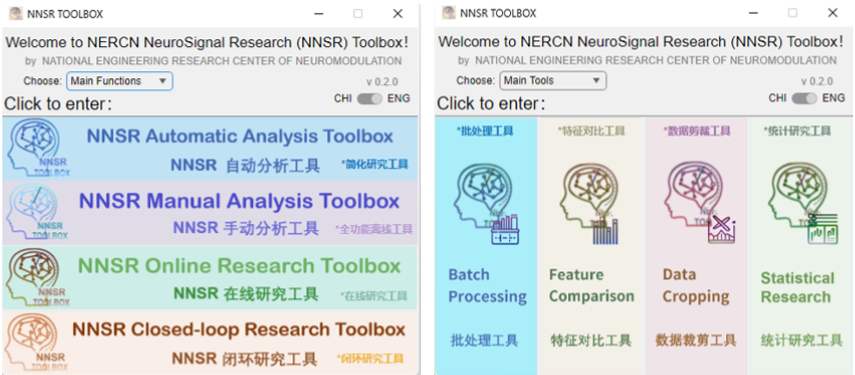 NNSR TOOLBOX
Welcome to NERCN NeuroSignal Research (NNSR) Toolbox!
by NATIONAL ENGINEERING RESEARCH CENTER OF NEUROMODULATION
Choose: Main Functions
v 0.2.0
Click to enter:
CHI ENG
NNSR Automatic Analysis Toolbox
NNSR 自动分析工具 *简化研究工具
NNSR
TOOLBOX
NNSR Manual Analysis Toolbox
NNSR 手动分析工具 *全功能离线工具
NNSR
TOOLBOX
NNSR Online Research Toolbox
NNSR 在线研究工具 *在线研究工具
NNSR
TOOLBOX
NNSR Closed-loop Research Toolbox
NNSR 闭环研究工具 *闭环研究工具
NNSR
TOOLBOX
NNSR TOOLBOX
Welcome to NERCN NeuroSignal Research (NNSR) Toolbox!
by NATIONAL ENGINEERING RESEARCH CENTER OF NEUROMODULATION
Choose: Main Tools
v 0.2.0
Click to enter:
CHI ENG
*批处理工具
Batch
Processing
批处理工具
*特征对比工具
Feature
Comparison
特征对比工具
*数据剪裁工具
Data
Cropping
数据裁剪工具
*统计研究工具
Statistical
Research
统计研究工具